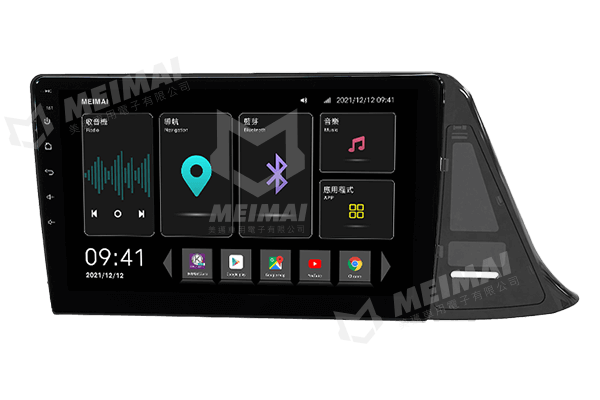 MEIMAI
2021/12/12 09:41
收音機
Radio
導航
Navigation
藍芽
Bluetooth
音樂
Music
應用程式
APP
09:41
2021/12/12
Google play
YouTube
Chrome
MEIMAI
MEIMAI
MEIMAI